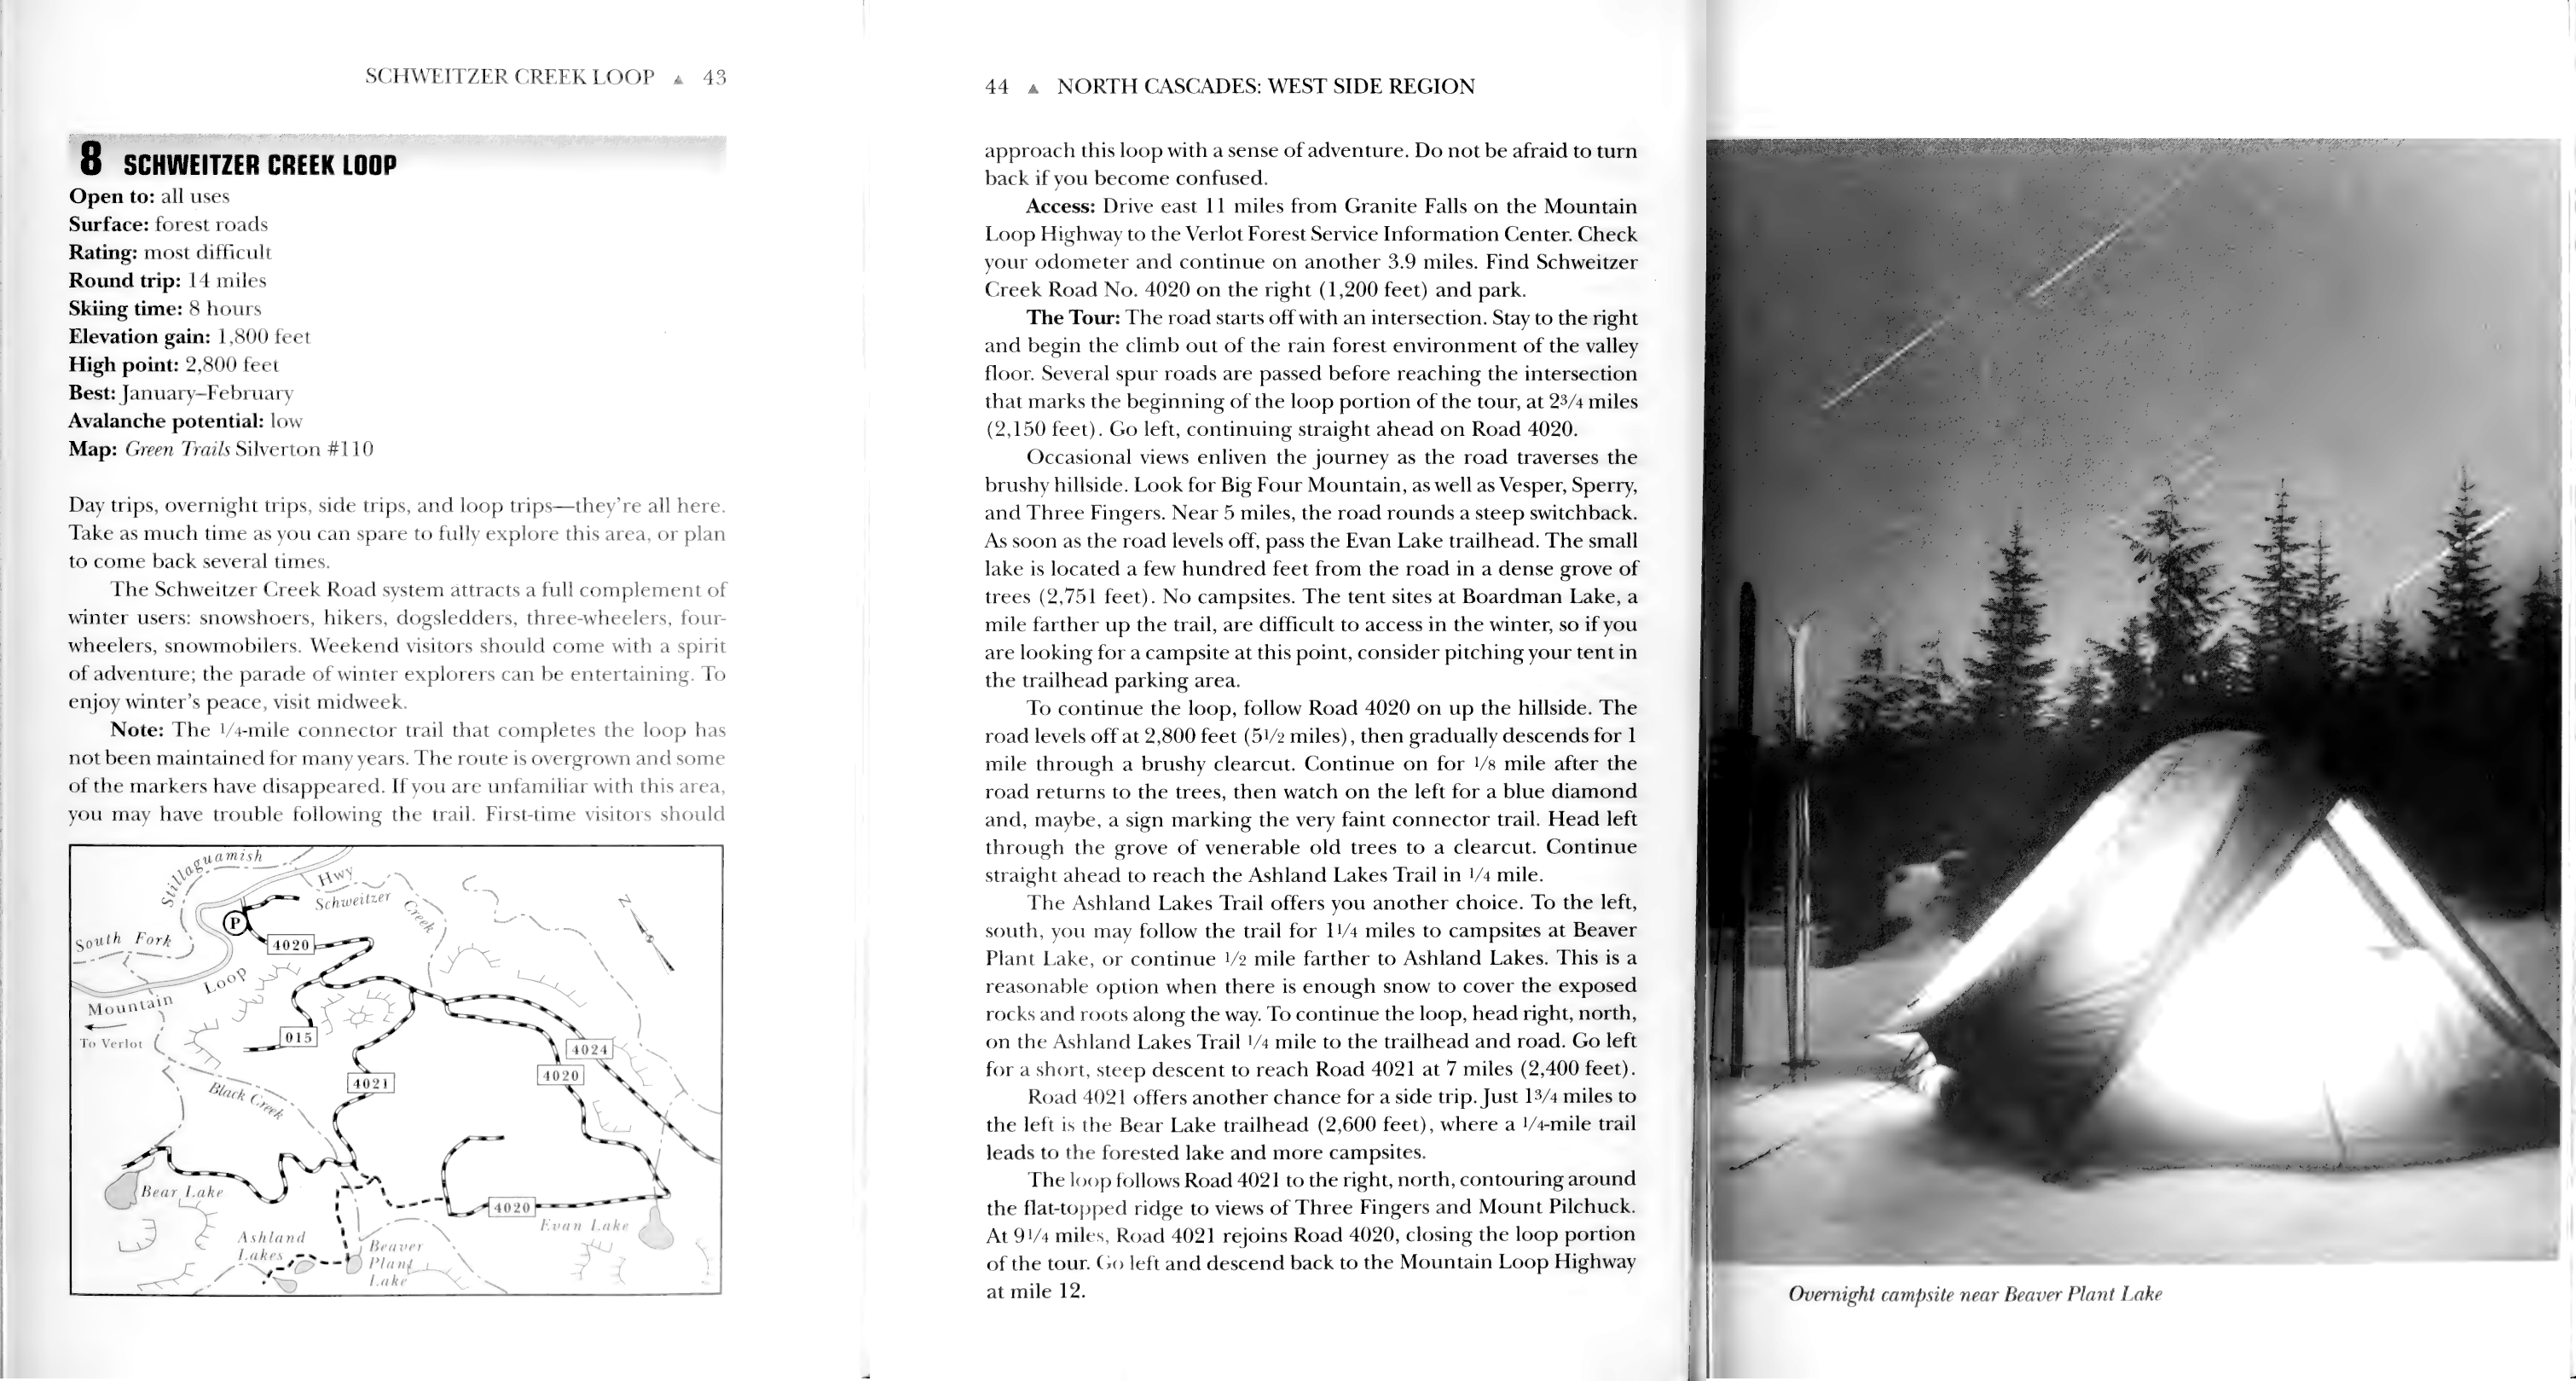 SCHWEITZER CREEK LOOP ▲ 43
8 SCHWEITZER CREEK LOOP
Open to: all uses
Surface: forest roads
Rating: most difficult
Round trip: 14 miles
Skiing time: 8 hours
Elevation gain: 1,800 feet
High point: 2,800 feet
Best: January–February
Avalanche potential: low
Map: Green Trails Silverton #110
Day trips, overnight trips, side trips, and loop trips—they're all here.
Take as much time as you can spare to fully explore this area, or plan
to come back several times.
The Schweitzer Creek Road system attracts a full complement of
winter users: snowshoers, hikers, dogsledders, three-wheelers, four-
wheelers, snowmobilers. Weekend visitors should come with a spirit
of adventure; the parade of winter explorers can be entertaining. To
enjoy winter's peace, visit midweek.
Note: The 1/4-mile connector trail that completes the loop has
not been maintained for many years. The route is overgrown and some
of the markers have disappeared. If you are unfamiliar with this area,
you may have trouble following the trail. First-time visitors should
Stillaguamish
Hwy
Schweitzer
Creek
N
P
South Fork
4020
Loop
Mountain
To Verlot
015
4024
4020
4021
Black Creek
Bear Lake
4020
Evan Lake
Ashland
Lakes
Beaver
Plant
Lake
44 ▲ NORTH CASCADES: WEST SIDE REGION
approach this loop with a sense of adventure. Do not be afraid to turn
back if you become confused.
Access: Drive east 11 miles from Granite Falls on the Mountain
Loop Highway to the Verlot Forest Service Information Center. Check
your odometer and continue on another 3.9 miles. Find Schweitzer
Creek Road No. 4020 on the right (1,200 feet) and park.
The Tour: The road starts off with an intersection. Stay to the right
and begin the climb out of the rain forest environment of the valley
floor. Several spur roads are passed before reaching the intersection
that marks the beginning of the loop portion of the tour, at 23/4 miles
(2,150 feet). Go left, continuing straight ahead on Road 4020.
Occasional views enliven the journey as the road traverses the
brushy hillside. Look for Big Four Mountain, as well as Vesper, Sperry,
and Three Fingers. Near 5 miles, the road rounds a steep switchback.
As soon as the road levels off, pass the Evan Lake trailhead. The small
lake is located a few hundred feet from the road in a dense grove of
trees (2,751 feet). No campsites. The tent sites at Boardman Lake, a
mile farther up the trail, are difficult to access in the winter, so if you
are looking for a campsite at this point, consider pitching your tent in
the trailhead parking area.
To continue the loop, follow Road 4020 on up the hillside. The
road levels off at 2,800 feet (51/2 miles), then gradually descends for 1
mile through a brushy clearcut. Continue on for 1/8 mile after the
road returns to the trees, then watch on the left for a blue diamond
and, maybe, a sign marking the very faint connector trail. Head left
through the grove of venerable old trees to a clearcut. Continue
straight ahead to reach the Ashland Lakes Trail in 1/4 mile.
The Ashland Lakes Trail offers you another choice. To the left,
south, you may follow the trail for 11/4 miles to campsites at Beaver
Plant Lake, or continue 1/2 mile farther to Ashland Lakes. This is a
reasonable option when there is enough snow to cover the exposed
rocks and roots along the way. To continue the loop, head right, north,
on the Ashland Lakes Trail 1/4 mile to the trailhead and road. Go left
for a short, steep descent to reach Road 4021 at 7 miles (2,400 feet).
Road 4021 offers another chance for a side trip. Just 13/4 miles to
the left is the Bear Lake trailhead (2,600 feet), where a 1/4-mile trail
leads to the forested lake and more campsites.
The loop follows Road 4021 to the right, north, contouring around
the flat-topped ridge to views of Three Fingers and Mount Pilchuck.
At 91/4 miles, Road 4021 rejoins Road 4020, closing the loop portion
of the tour. Go left and descend back to the Mountain Loop Highway
at mile 12.
Overnight campsite near Beaver Plant Lake